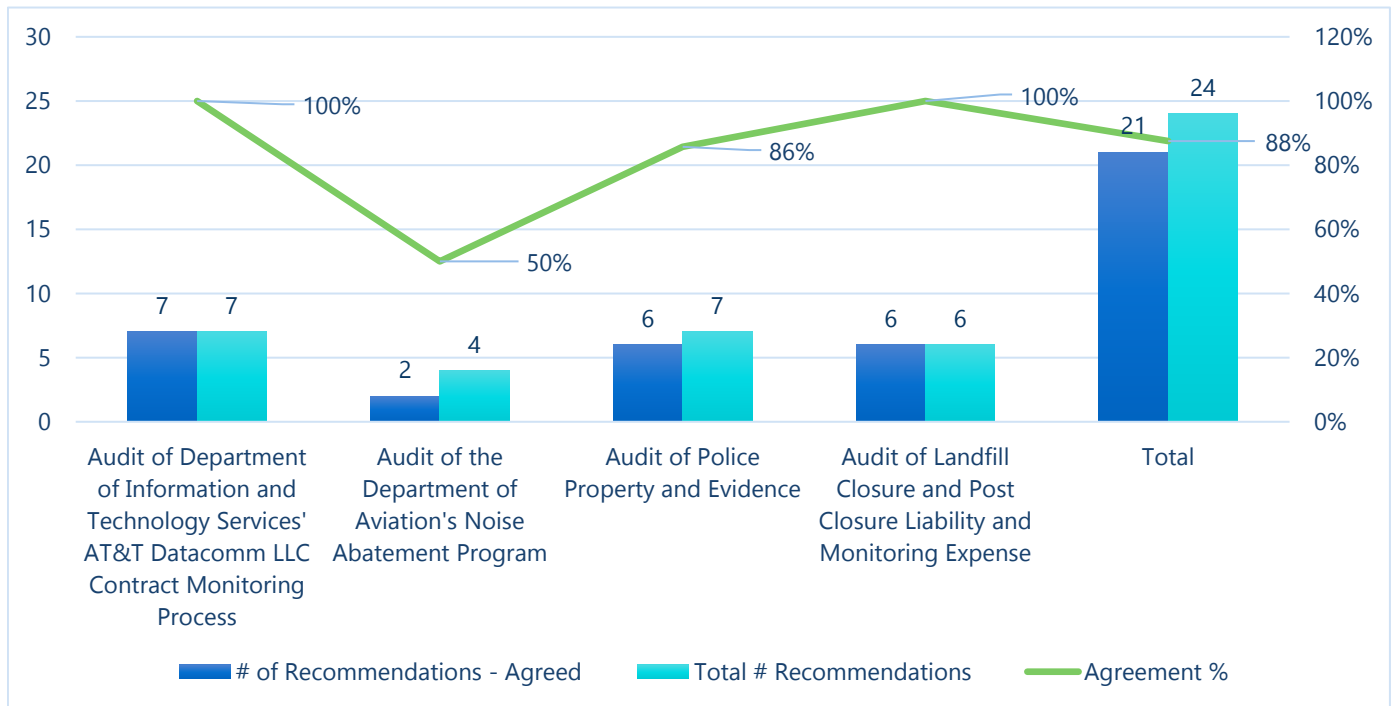 30
25
20
15
10
5
0
120%
100%
80%
60%
40%
20%
0%
100%
50%
86%
100%
88%
7
7
2
4
6
7
6
6
21
24
Audit of Department
of Information and
Technology Services'
AT&T Datacomm LLC
Contract Monitoring
Process
Audit of the
Department of
Aviation's Noise
Abatement Program
Audit of Police
Property and Evidence
Audit of Landfill
Closure and Post
Closure Liability and
Monitoring Expense
Total
# of Recommendations - Agreed
Total # Recommendations
Agreement %